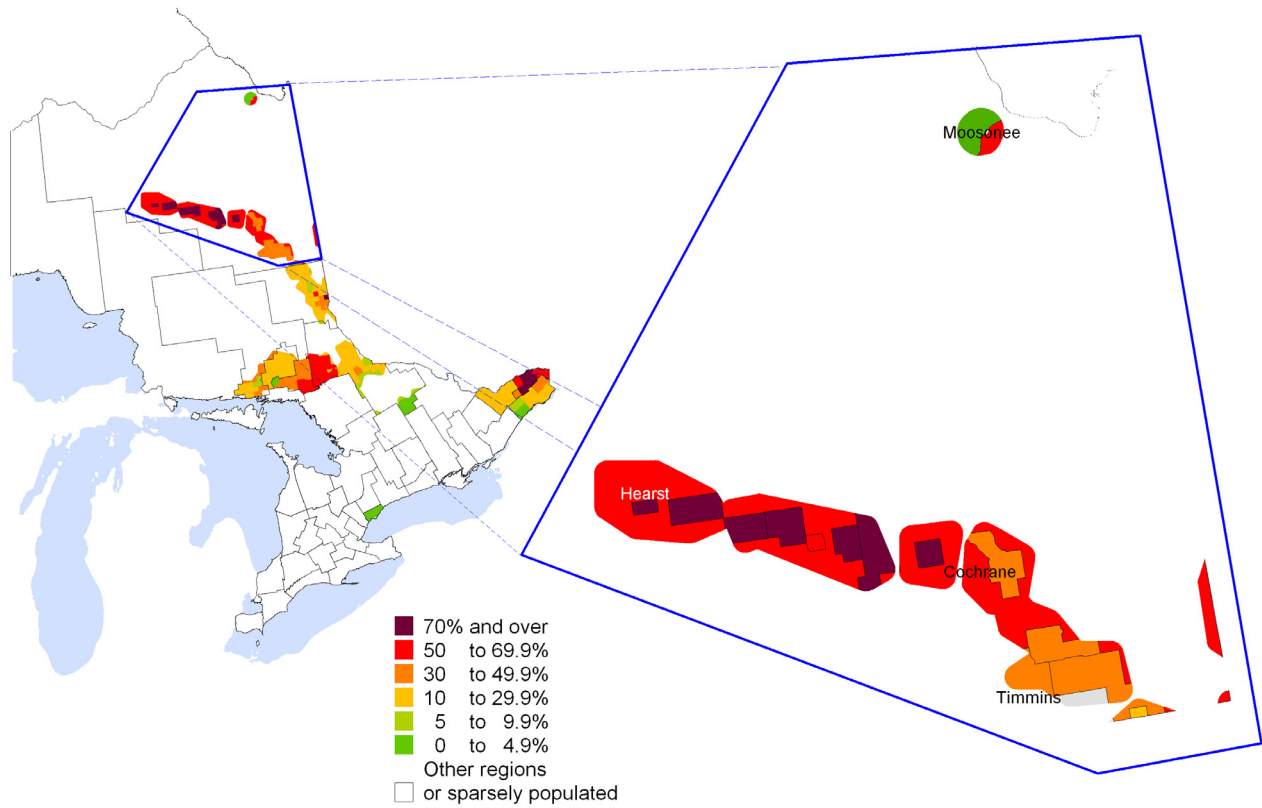 Moosonee
Hearst
Cochrane
Timmins
70% and over
50 to 69.9%
30 to 49.9%
10 to 29.9%
5 to 9.9%
0 to 4.9%
Other regions
or sparsely populated